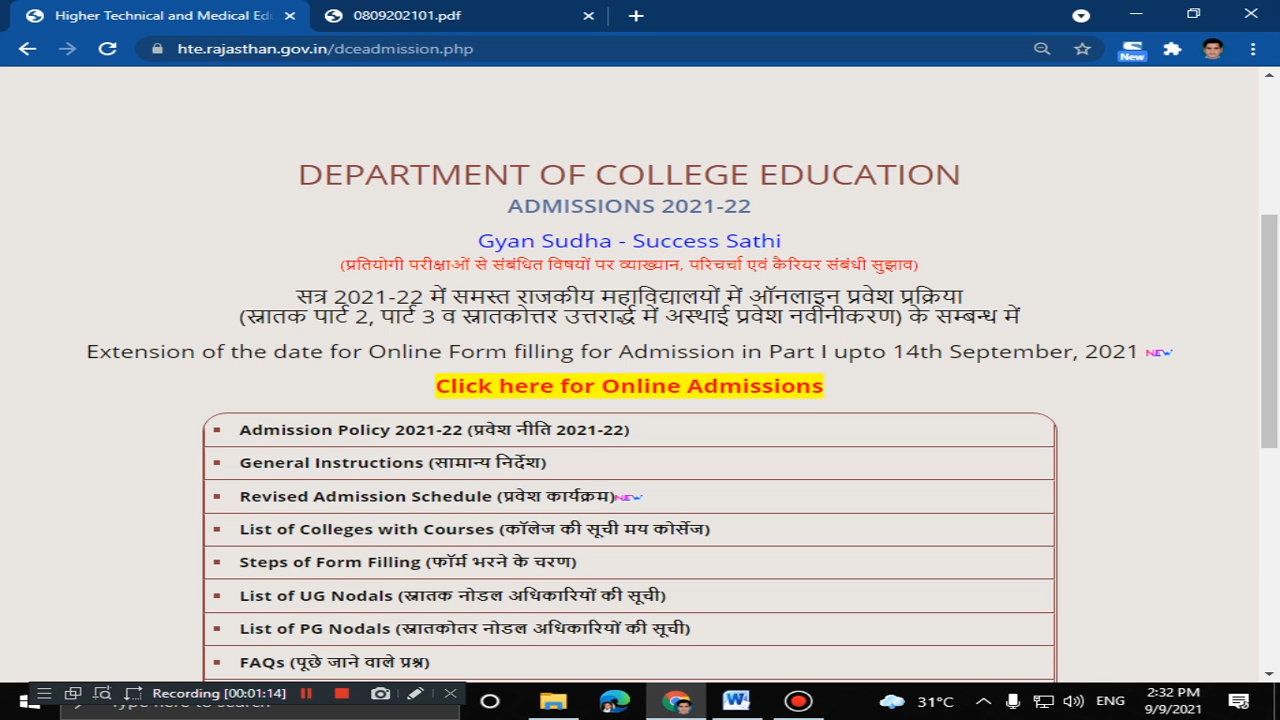 Higher Technical and Medical Edu
0809202101.pdf
hte.rajasthan.gov.in/dceadmission.php
New
DEPARTMENT OF COLLEGE EDUCATION
ADMISSIONS 2021-22
Gyan Sudha - Success Sathi
(प्रतियोगी परीक्षाओं से संबंधित विषयों पर व्याख्यान, परिचर्चा एवं कैरियर संबंधी सुझाव)
सत्र 2021-22 में समस्त राजकीय महाविद्यालयों में ऑनलाइन प्रवेश प्रक्रिया
(स्नातक पार्ट 2, पार्ट 3 व स्नातकोत्तर उत्तरार्द्ध में अस्थाई प्रवेश नवीनीकरण) के सम्बन्ध में
Extension of the date for Online Form filling for Admission in Part I upto 14th September, 2021 NEW
Click here for Online Admissions
Admission Policy 2021-22 (प्रवेश नीति 2021-22)
General Instructions (सामान्य निर्देश)
Revised Admission Schedule (प्रवेश कार्यक्रम) NEW
List of Colleges with Courses (कॉलेज की सूची मय कोर्सेज)
Steps of Form Filling (फॉर्म भरने के चरण)
List of UG Nodals (स्नातक नोडल अधिकारियों की सूची)
List of PG Nodals (स्नातकोतर नोडल अधिकारियों की सूची)
FAQs (पूछे जाने वाले प्रश्न)
Recording [00:01:14]
Type here to search
31°C
ENG
2:32 PM
9/9/2021